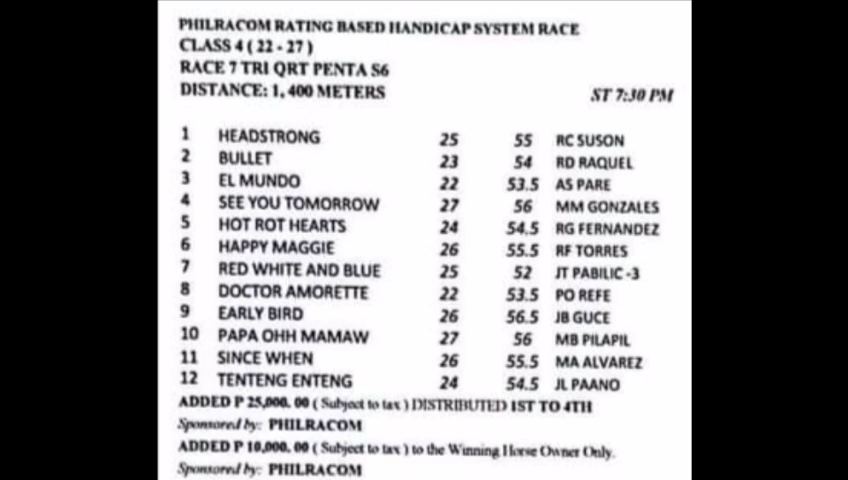 PHILRACOM RATING BASED HANDICAP SYSTEM RACE
CLASS 4 ( 22 - 27 )
RACE 7 TRI QRT PENTA S6
DISTANCE: 1, 400 METERS ST 7:30 PM
1 HEADSTRONG 25 55 RC SUSON
2 BULLET 23 54 RD RAQUEL
3 EL MUNDO 22 53.5 AS PARE
4 SEE YOU TOMORROW 27 56 MM GONZALES
5 HOT ROT HEARTS 24 54.5 RG FERNANDEZ
6 HAPPY MAGGIE 26 55.5 RF TORRES
7 RED WHITE AND BLUE 25 52 JT PABILIC -3
8 DOCTOR AMORETTE 22 53.5 PO REFE
9 EARLY BIRD 26 56.5 JB GUCE
10 PAPA OHH MAMAW 27 56 MB PILAPIL
11 SINCE WHEN 26 55.5 MA ALVAREZ
12 TENTENG ENTENG 24 54.5 JL PAANO
ADDED P 25,000. 00 ( Subject to tax ) DISTRIBUTED 1ST TO 4TH
Sponsored by: PHILRACOM
ADDED P 10,000. 00 ( Subject to tax ) to the Winning Horse Owner Only.
Sponsored by: PHILRACOM